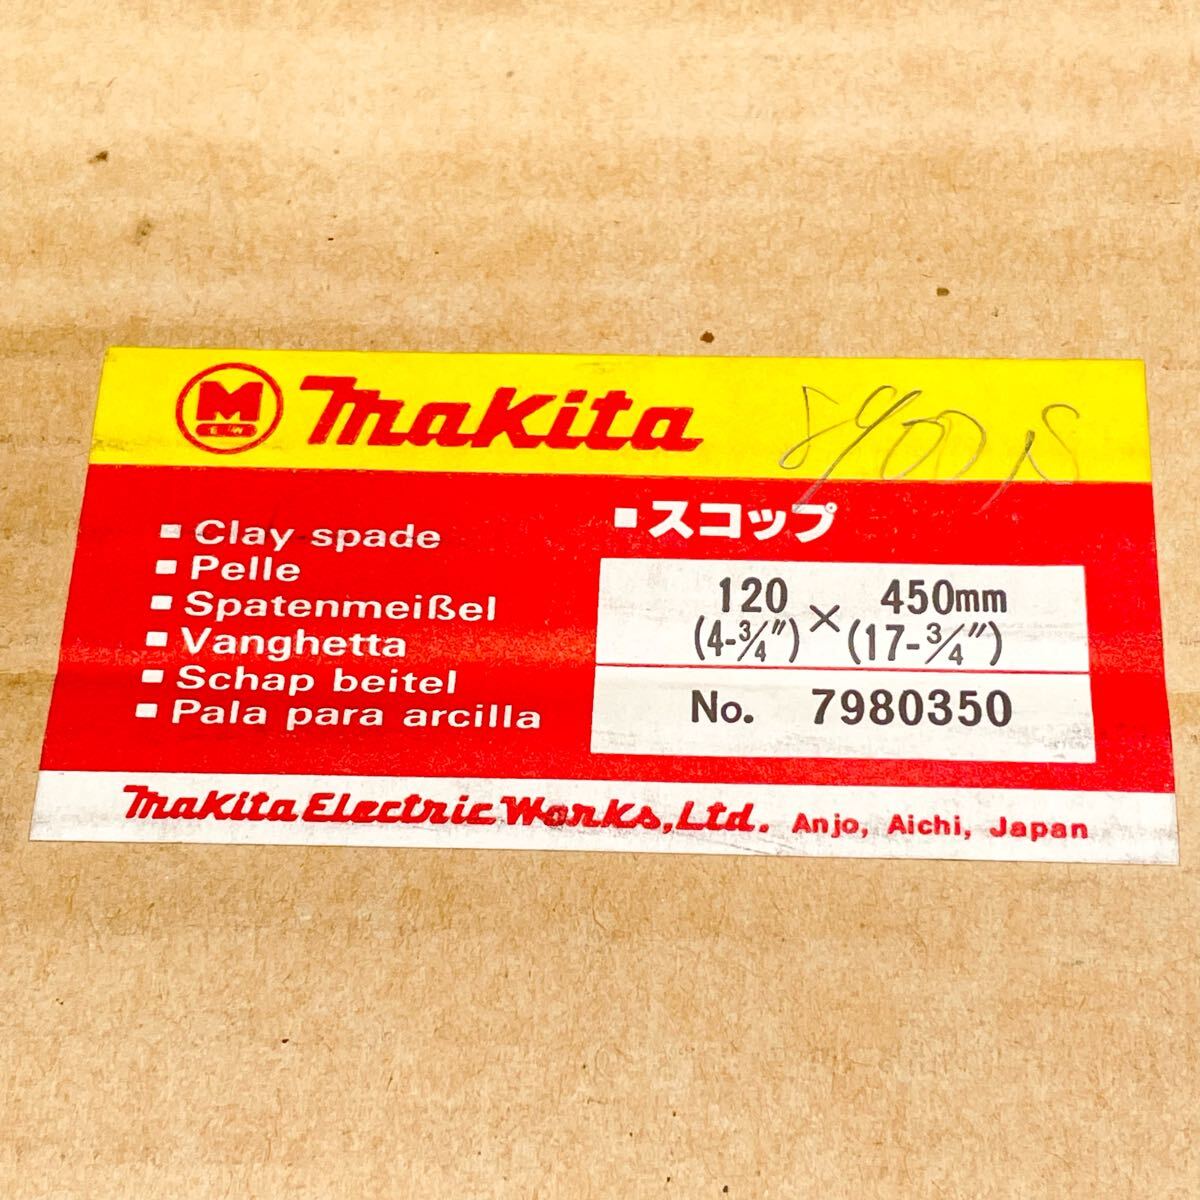 M
E W
makita
■ Clay spade
■ Pelle
■ Spatenmeißel
■ Vanghetta
■ Schap beitel
■ Pala para arcilla
■ スコップ
120 × 450mm
(4-3/4") (17-3/4")
No. 7980350
Makita Electric Works, Ltd. Anjo, Aichi, Japan